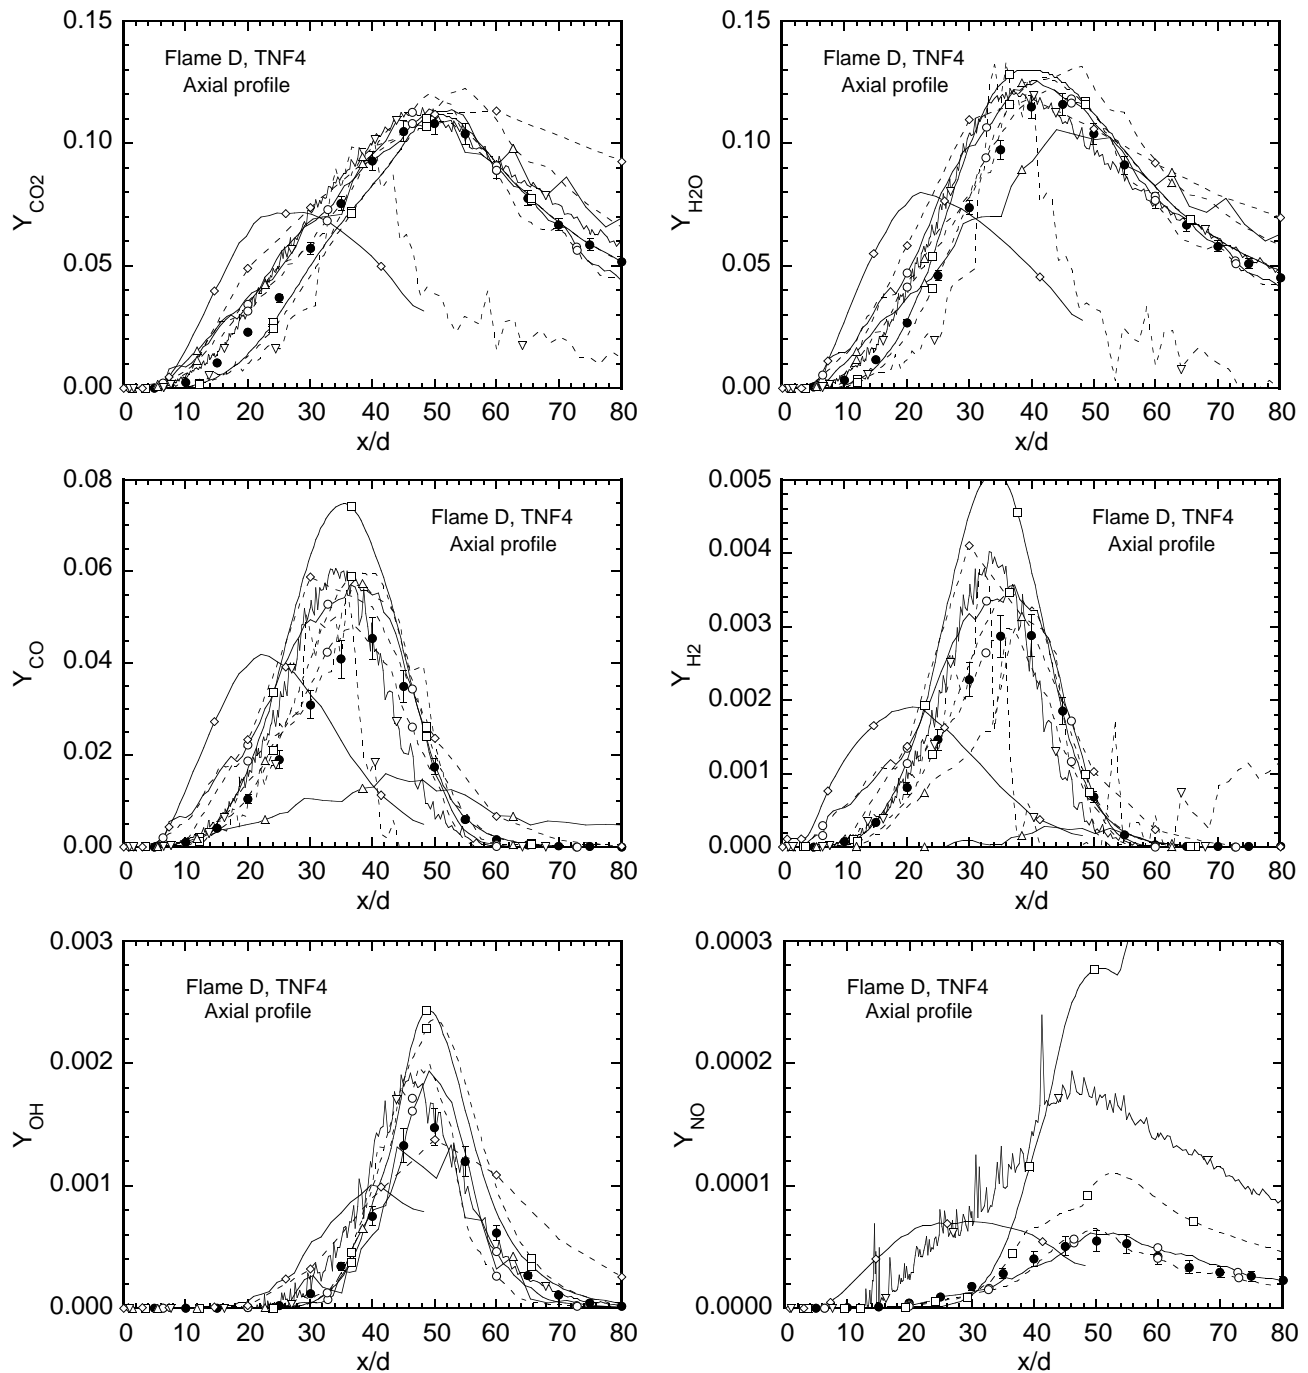 0.15
0.10
0.05
0.00
Y CO2
Flame D, TNF4
Axial profile
0 10 20 30 40 50 60 70 80
x/d
0.15
0.10
0.05
0.00
Y H2O
Flame D, TNF4
Axial profile
0 10 20 30 40 50 60 70 80
x/d
0.08
0.06
0.04
0.02
0.00
Y CO
Flame D, TNF4
Axial profile
0 10 20 30 40 50 60 70 80
x/d
0.005
0.004
0.003
0.002
0.001
0.000
Y H2
Flame D, TNF4
Axial profile
0 10 20 30 40 50 60 70 80
x/d
0.003
0.002
0.001
0.000
Y OH
Flame D, TNF4
Axial profile
0 10 20 30 40 50 60 70 80
x/d
0.0003
0.0002
0.0001
0.0000
Y NO
Flame D, TNF4
Axial profile
0 10 20 30 40 50 60 70 80
x/d